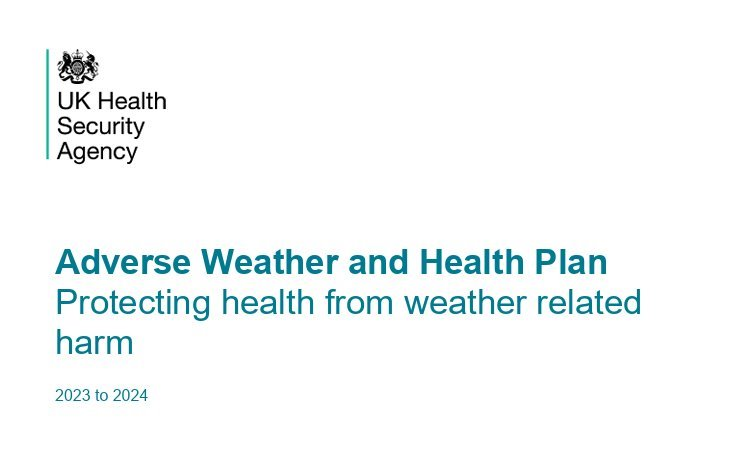 UK Health
Security
Agency
Adverse Weather and Health Plan
Protecting health from weather related
harm
2023 to 2024